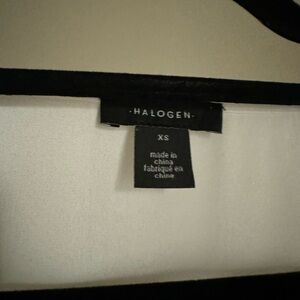 ·HALOGEN·
XS
made in
china
fabriqué en
chine